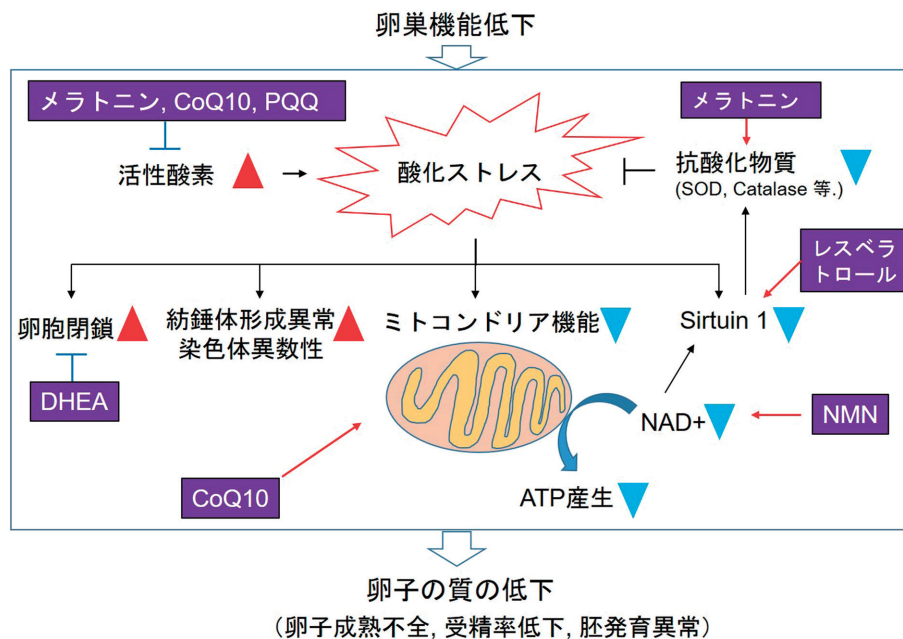 卵巣機能低下
メラトニン, CoQ10, PQQ
メラトニン
活性酸素
酸化ストレス
抗酸化物質
(SOD, Catalase 等.)
レスベラ
トロール
卵胞閉鎖
紡錘体形成異常
染色体異数性
ミトコンドリア機能
Sirtuin 1
DHEA
NAD+
NMN
CoQ10
ATP産生
卵子の質の低下
（卵子成熟不全, 受精率低下, 胚発育異常）